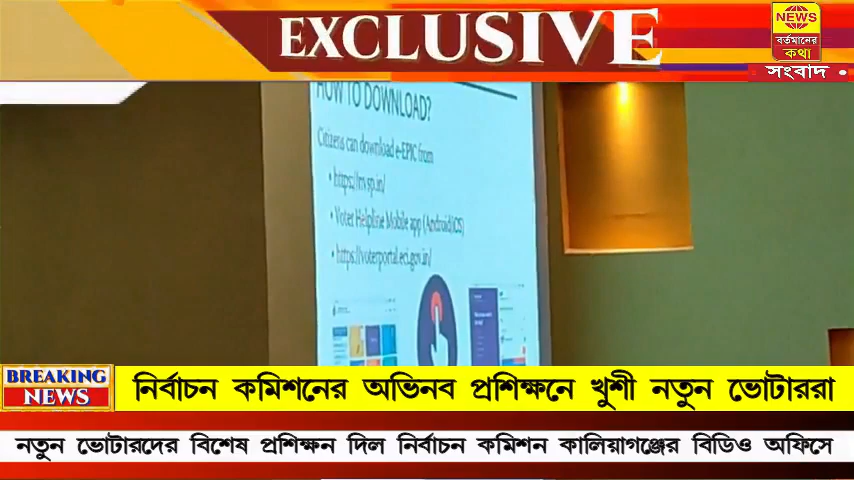 EXCLUSIVE
NEWS
বর্তমানের
কথা
সংবাদ
HOW TO DOWNLOAD?
Citizens can download e-EPIC from
• https://nvsp.in/
• Voter Helpline Mobile app (Android/iOS)
• https://voterportal.eci.gov.in/
BREAKING
NEWS
নির্বাচন কমিশনের অভিনব প্রশিক্ষনে খুশী নতুন ভোটাররা
নতুন ভোটারদের বিশেষ প্রশিক্ষন দিল নির্বাচন কমিশন কালিয়াগঞ্জের বিডিও অফিসে